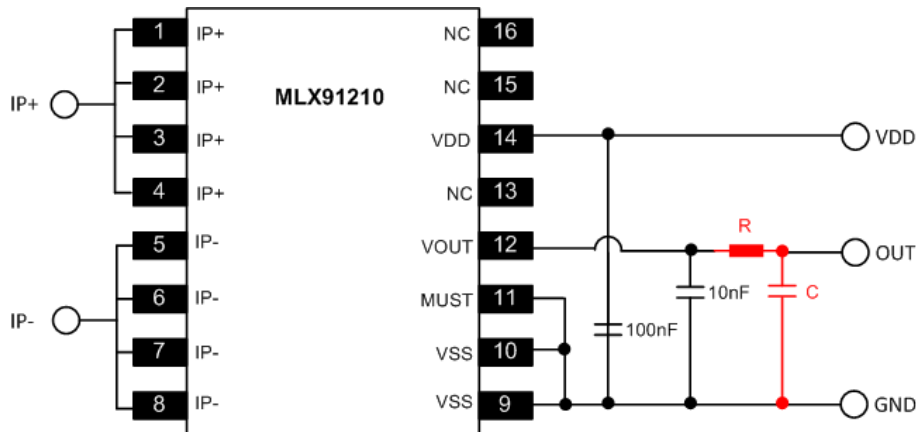 1 IP+ NC 16
2 IP+ NC 15
IP+ MLX91210
3 IP+ VDD 14 VDD
4 IP+ NC 13
R
5 IP- VOUT 12 OUT
6 IP- MUST 11 10nF C
IP-
7 IP- VSS 10 100nF
8 IP- VSS 9 GND